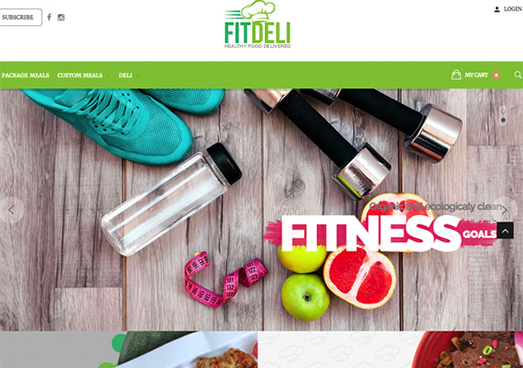 SUBSCRIBE
LOGIN
FITDELI
HEALTHY FOOD DELIVERED
PACKAGE MEALS CUSTOM MEALS DELI
MY CART 0
Organic and ecologicaly clean
FITNESS GOALS